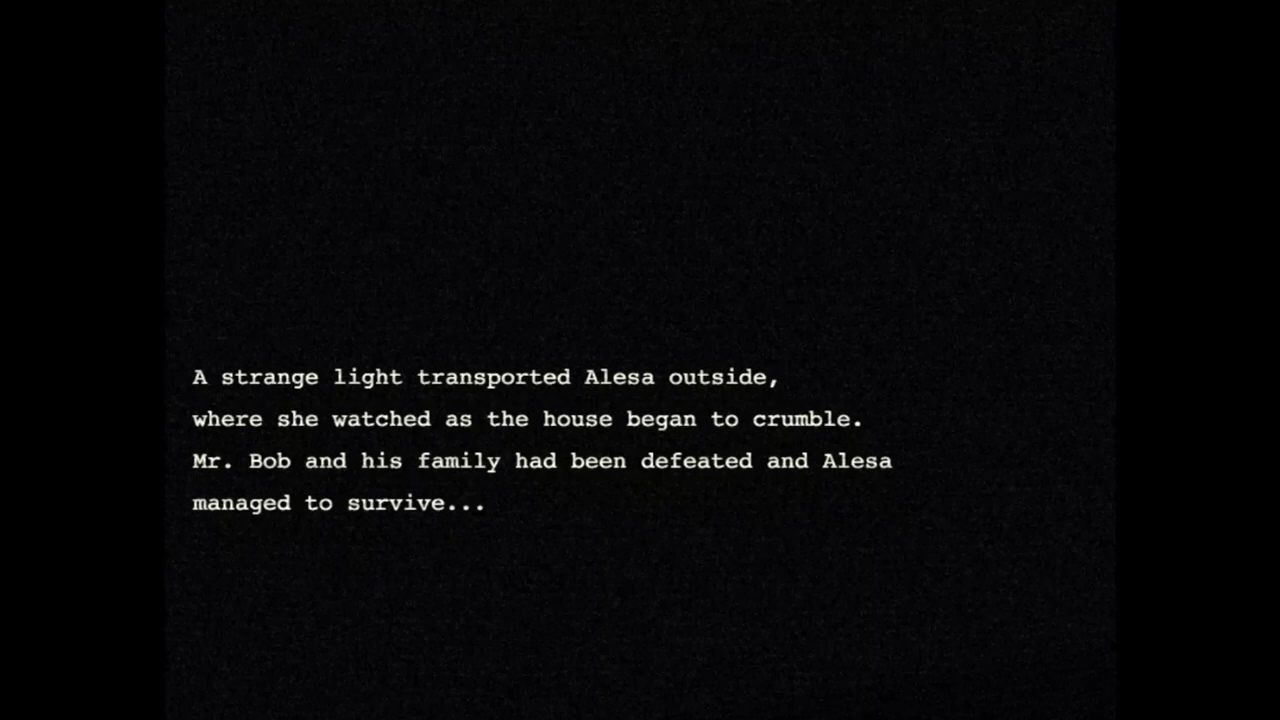 A strange light transported Alesa outside,
where she watched as the house began to crumble.
Mr. Bob and his family had been defeated and Alesa
managed to survive...